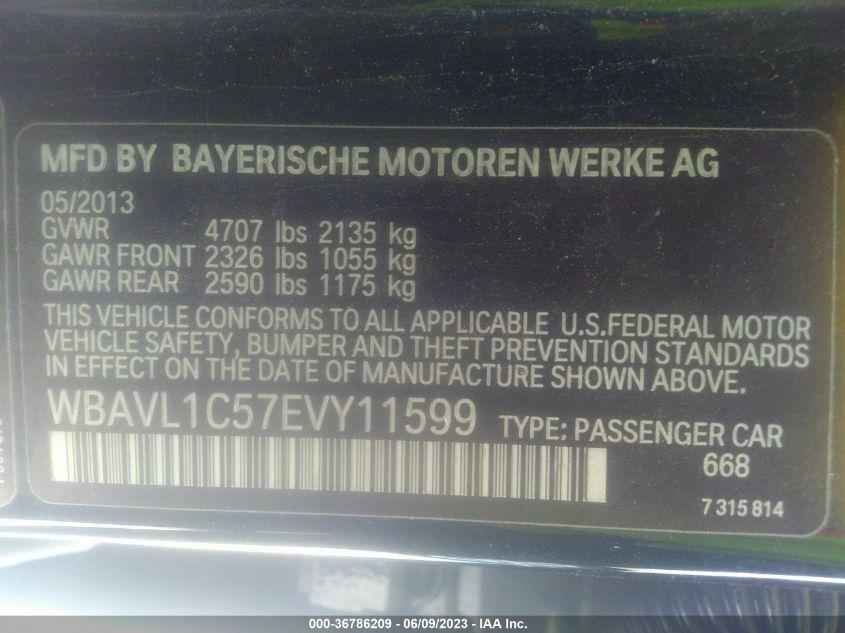 MFD BY BAYERISCHE MOTOREN WERKE AG
05/2013
GVWR 4707 lbs 2135 kg
GAWR FRONT 2326 lbs 1055 kg
GAWR REAR 2590 lbs 1175 kg
THIS VEHICLE CONFORMS TO ALL APPLICABLE U.S.FEDERAL MOTOR
VEHICLE SAFETY, BUMPER AND THEFT PREVENTION STANDARDS
IN EFFECT ON THE DATE OF MANUFACTURE SHOWN ABOVE.
WBAVL1C57EVY11599 TYPE: PASSENGER CAR
668
7 315 814
000-36786209 - 06/09/2023 - IAA Inc.